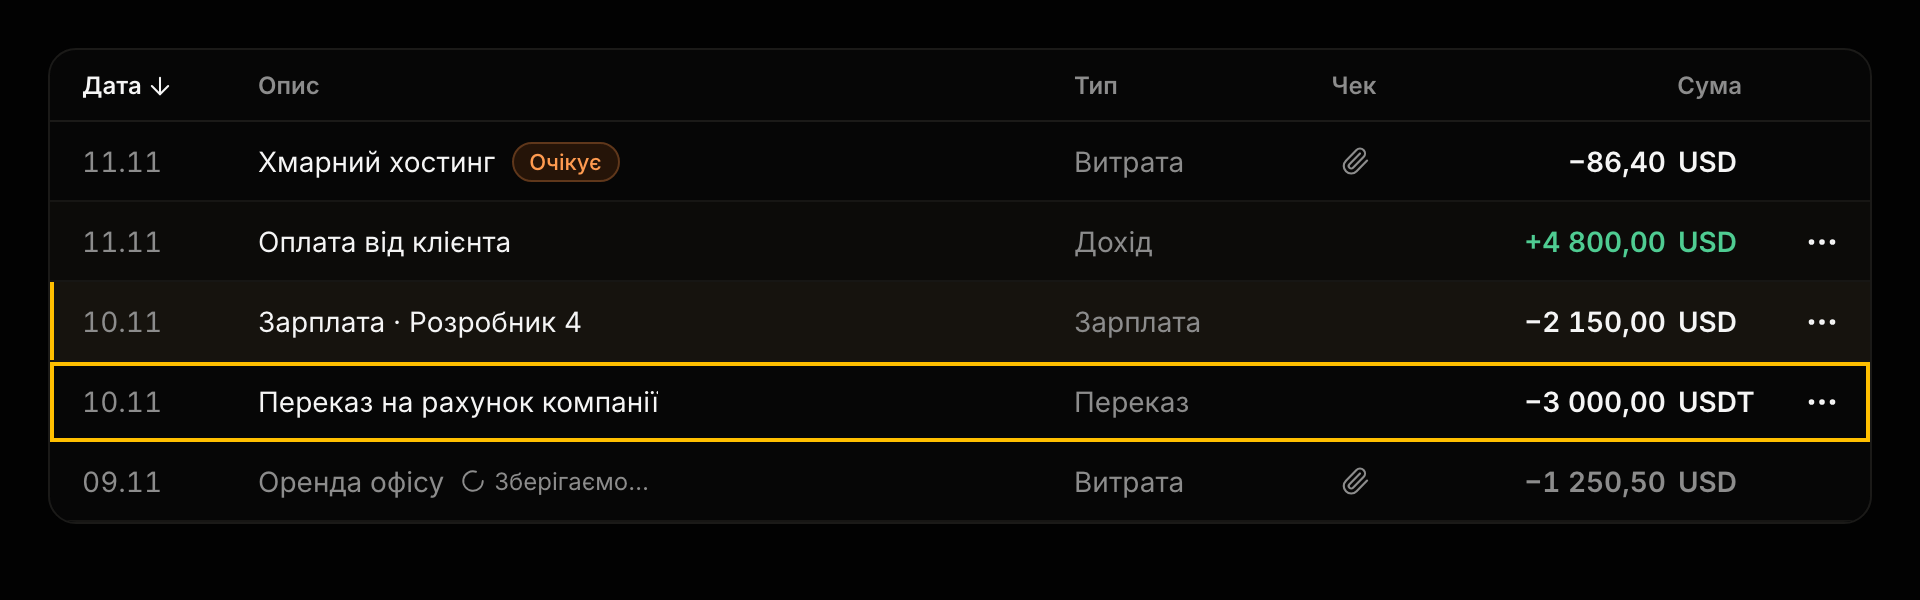 Дата ↓ Опис Тип Чек Сума
11.11 Хмарний хостинг Очікує Витрата −86,40 USD
11.11 Оплата від клієнта Дохід +4 800,00 USD
10.11 Зарплата · Розробник 4 Зарплата −2 150,00 USD
10.11 Переказ на рахунок компанії Переказ −3 000,00 USDT
09.11 Оренда офісу Зберігаємо... Витрата −1 250,50 USD